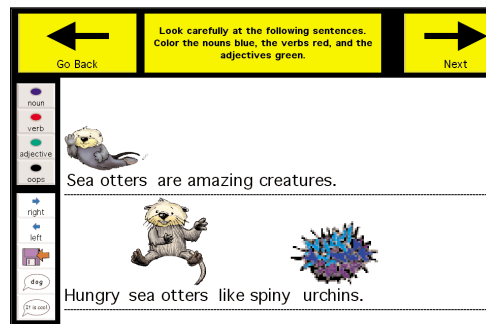 Look carefully at the following sentences.
Color the nouns blue, the verbs red, and the
adjectives green.
Go Back
Next
noun
verb
adjective
oops
right
left
dog
It is cool
Sea otters are amazing creatures.
Hungry sea otters like spiny urchins.